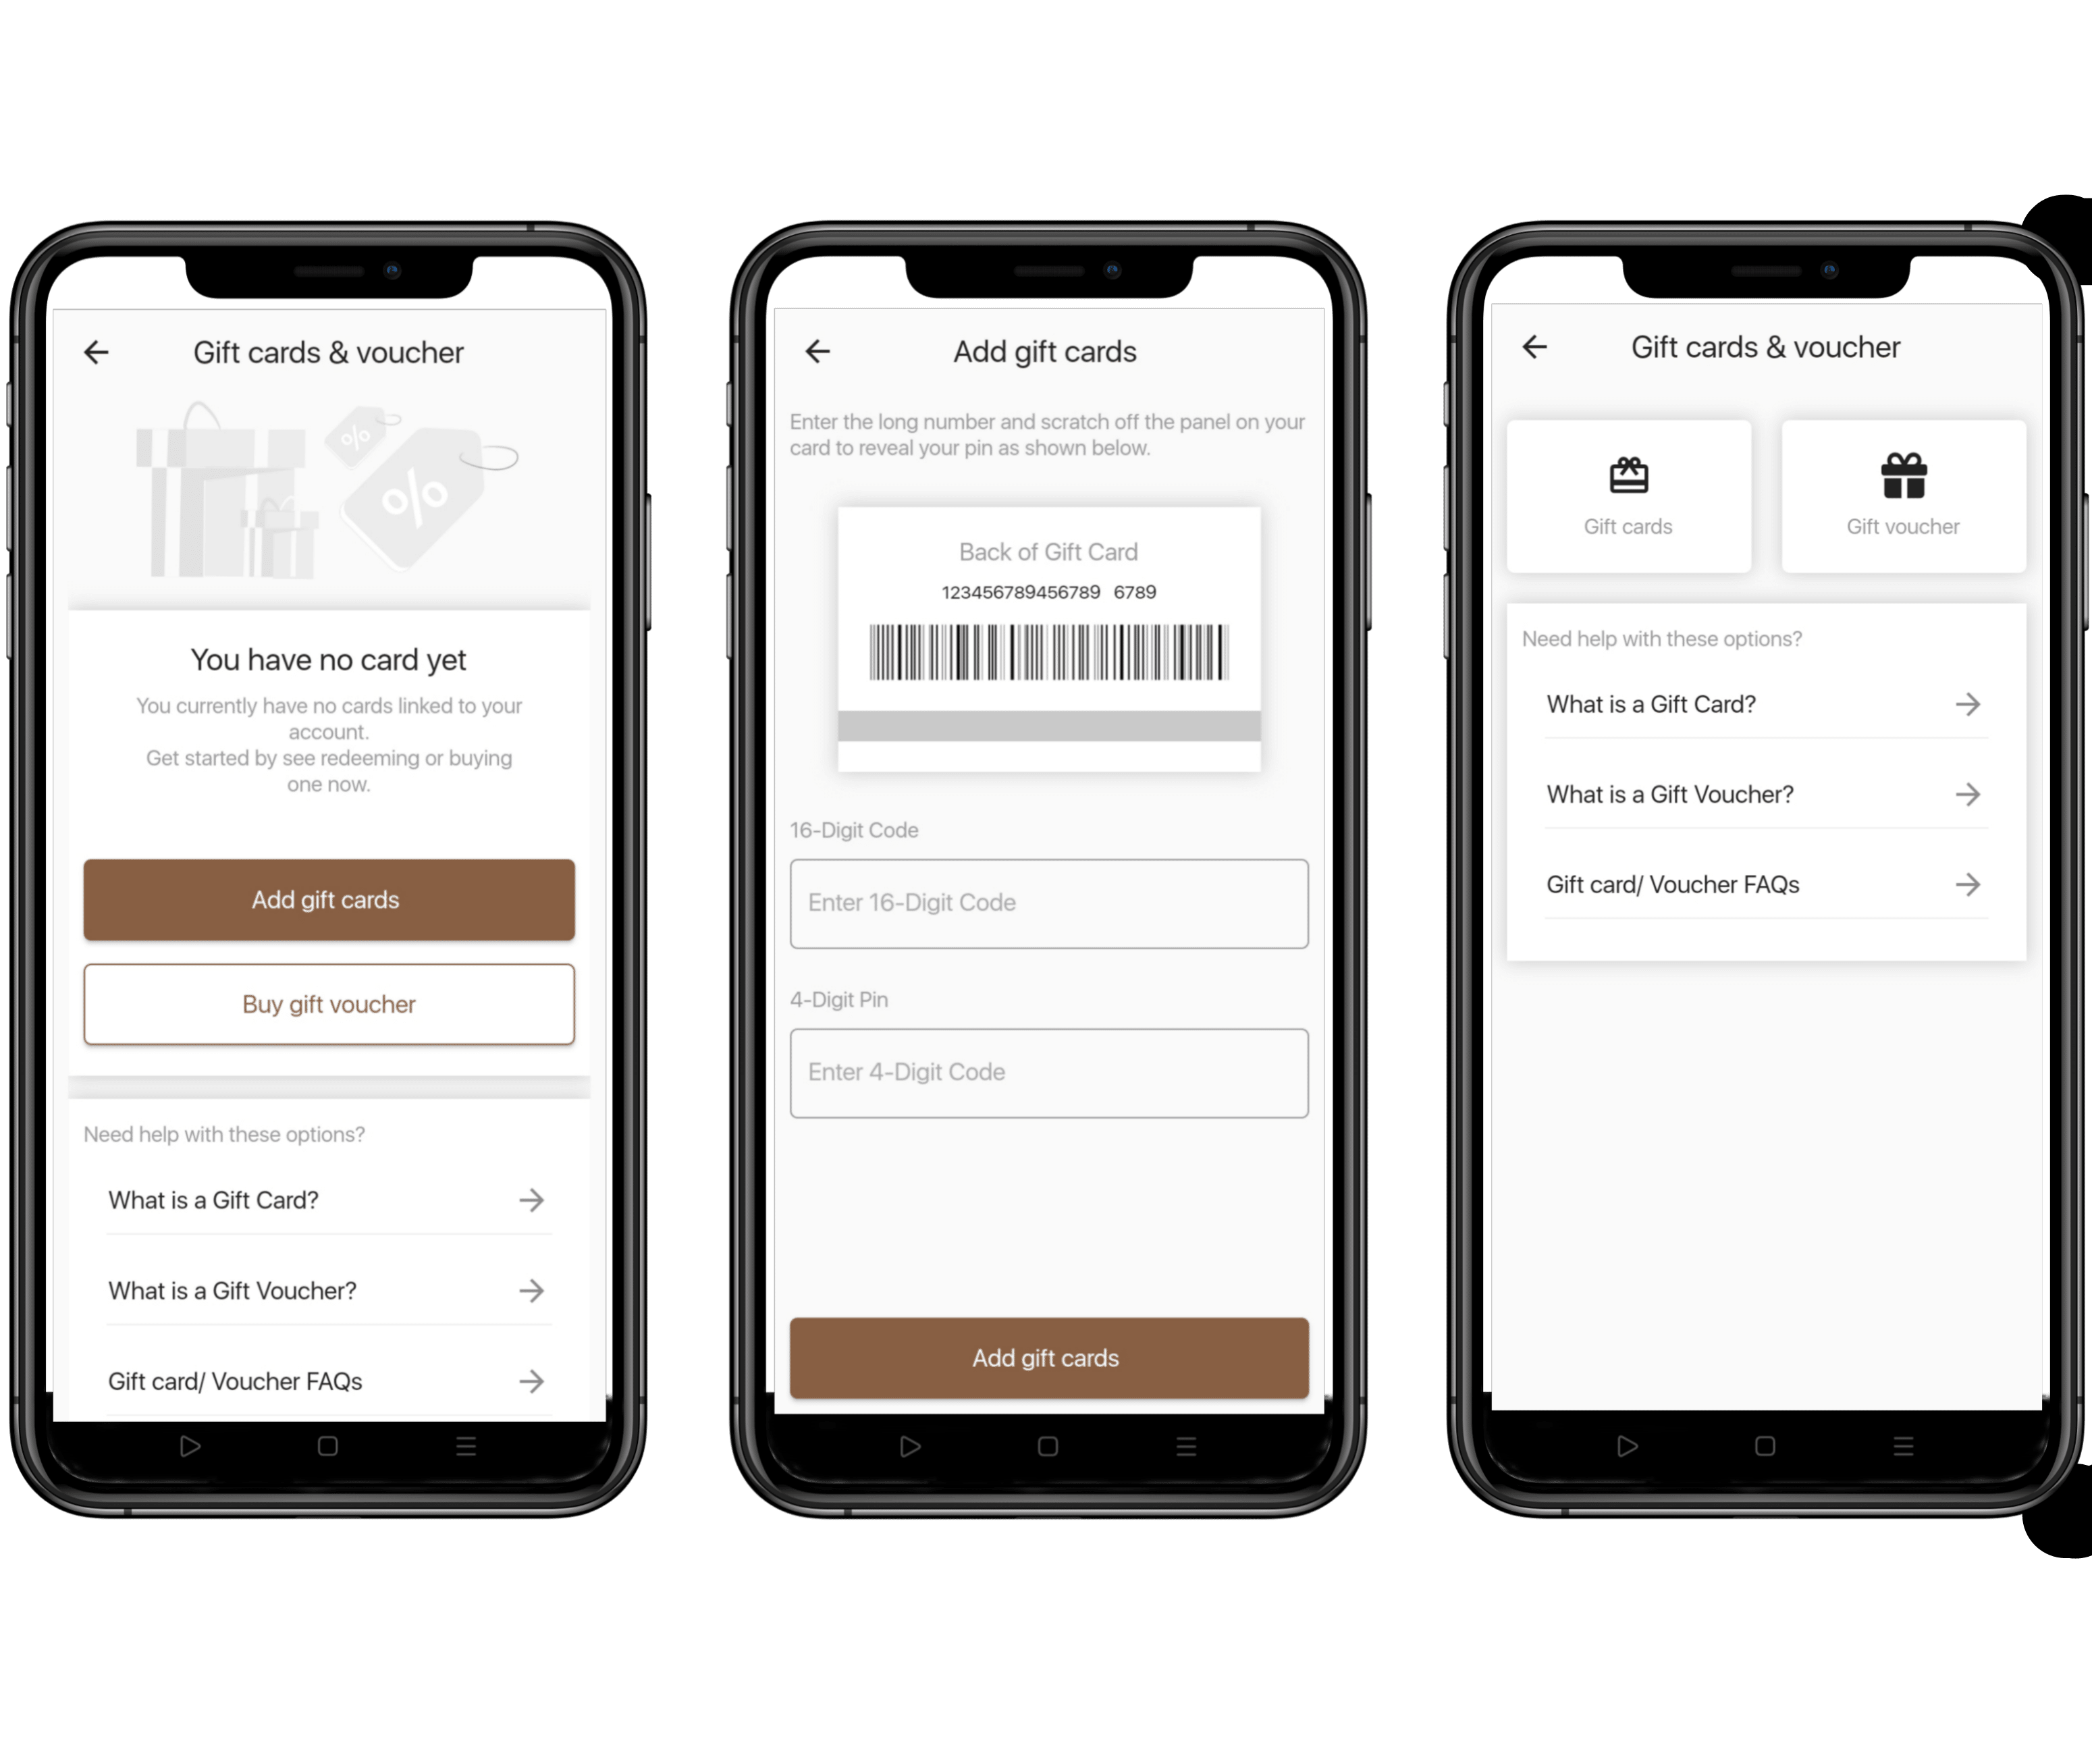 Gift cards & voucher
%
%
You have no card yet
You currently have no cards linked to your
account.
Get started by see redeeming or buying
one now.
Add gift cards
Buy gift voucher
Need help with these options?
What is a Gift Card?
What is a Gift Voucher?
Gift card/ Voucher FAQs
Add gift cards
Enter the long number and scratch off the panel on your
card to reveal your pin as shown below.
Back of Gift Card
123456789456789 6789
16-Digit Code
Enter 16-Digit Code
4-Digit Pin
Enter 4-Digit Code
Add gift cards
Gift cards & voucher
Gift cards
Gift voucher
Need help with these options?
What is a Gift Card?
What is a Gift Voucher?
Gift card/ Voucher FAQs